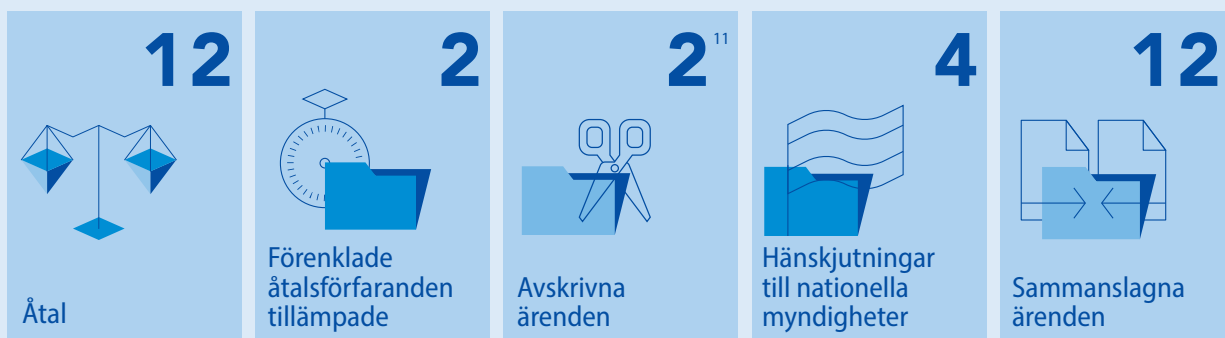 12
Åtal
2
Förenklade
åtalsförfaranden
tillämpade
2 11
Avskrivna
ärenden
4
Hänskjutningar
till nationella
myndigheter
12
Sammanslagna
ärenden